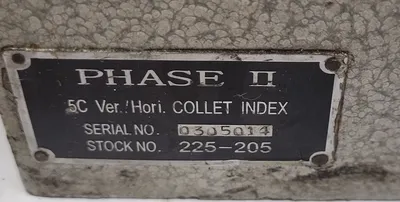 PHASE II
5C Ver./Hori. COLLET INDEX
SERIAL NO. 0305014
STOCK NO. 225-205